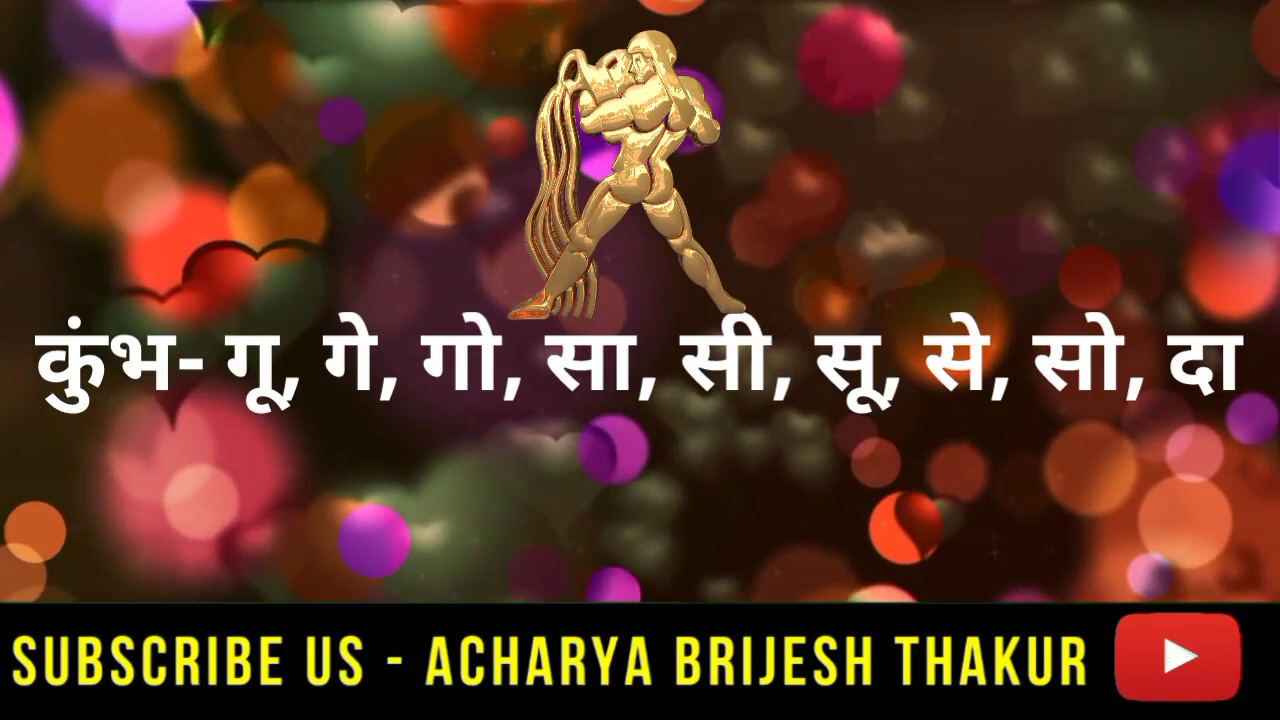 कुंभ- गू, गे, गो, सा, सी, सू, से, सो, दा
SUBSCRIBE US - ACHARYA BRIJESH THAKUR